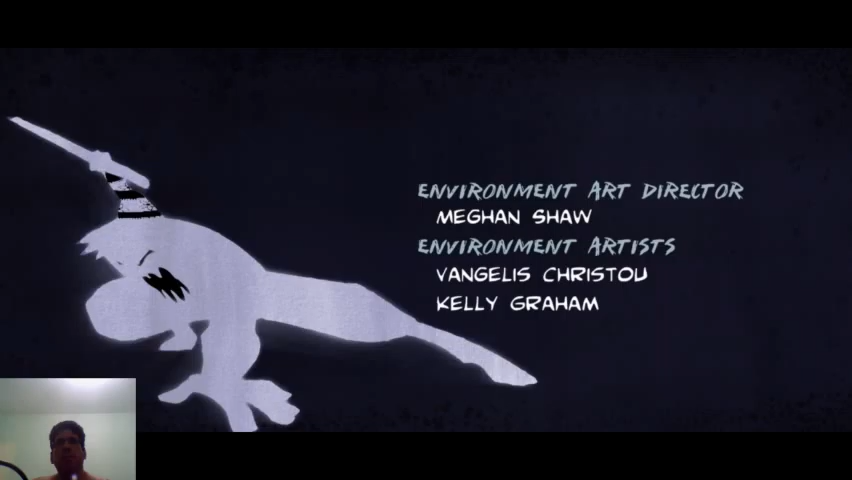 ENVIRONMENT ART DIRECTOR
MEGHAN SHAW
ENVIRONMENT ARTISTS
VANGELIS CHRISTOU
KELLY GRAHAM